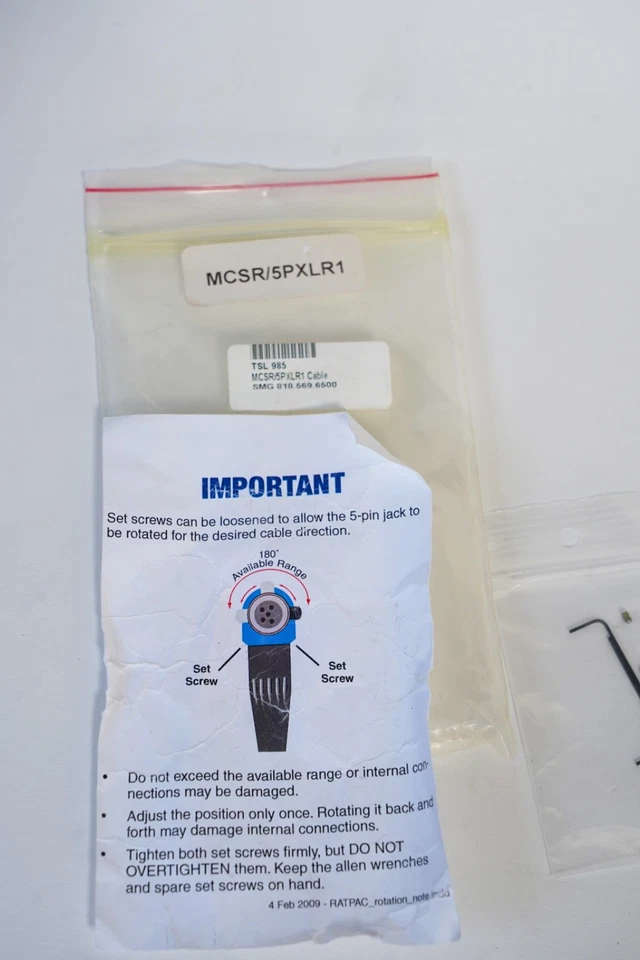 MCSR/5PXLR1
TSL 985
MCSR/5PXLR1 Cable
SMG 818.569.6500
IMPORTANT
Set screws can be loosened to allow the 5-pin jack to
be rotated for the desired cable direction.
180°
Available Range
Set
Screw
Set
Screw
• Do not exceed the available range or internal con-
nections may be damaged.
• Adjust the position only once. Rotating it back and
forth may damage internal connections.
• Tighten both set screws firmly, but DO NOT
OVERTIGHTEN them. Keep the allen wrenches
and spare set screws on hand.
4 Feb 2009 - RATPAC_rotation_note.indd